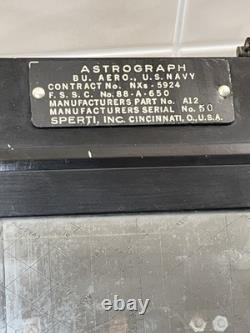 ASTROGRAPH
BU. AERO., U.S. NAVY
CONTRACT No. NXs-5924
F. S. S. C. No. 88-A-650
MANUFACTURERS PART No. A12
MANUFACTURERS SERIAL No. 50
SPERTI, INC. CINCINNATI, O., U.S.A.
ebay